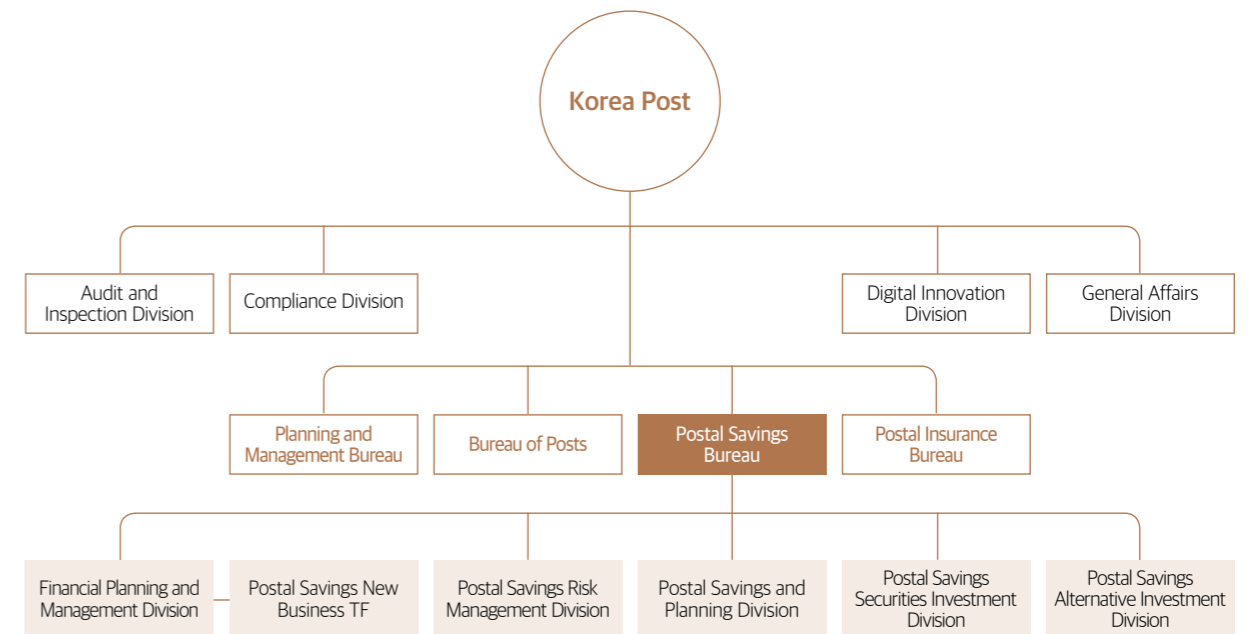 Korea Post
Audit and
Inspection Division
Compliance Division
Digital Innovation
Division
General Affairs
Division
Planning and
Management Bureau
Bureau of Posts
Postal Savings
Bureau
Postal Insurance
Bureau
Financial Planning and
Management Division
Postal Savings New
Business TF
Postal Savings Risk
Management Division
Postal Savings and
Planning Division
Postal Savings
Securities Investment
Division
Postal Savings
Alternative Investment
Division